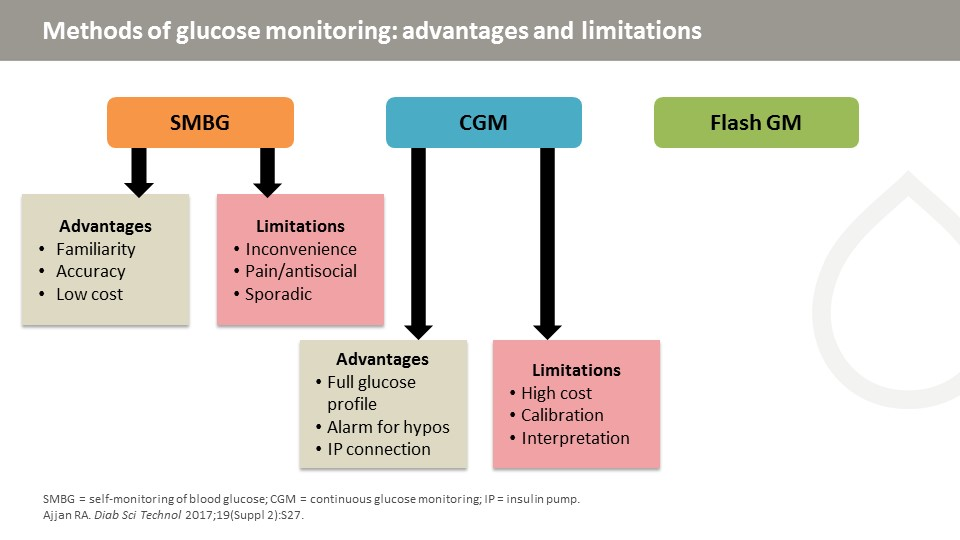 Methods of glucose monitoring: advantages and limitations
SMBG
CGM
Flash GM
Advantages
• Familiarity
• Accuracy
• Low cost
Limitations
• Inconvenience
• Pain/antisocial
• Sporadic
Advantages
• Full glucose
profile
• Alarm for hypos
• IP connection
Limitations
• High cost
• Calibration
• Interpretation
SMBG = self-monitoring of blood glucose; CGM = continuous glucose monitoring; IP = insulin pump.
Ajjan RA. Diab Sci Technol 2017;19(Suppl 2):S27.